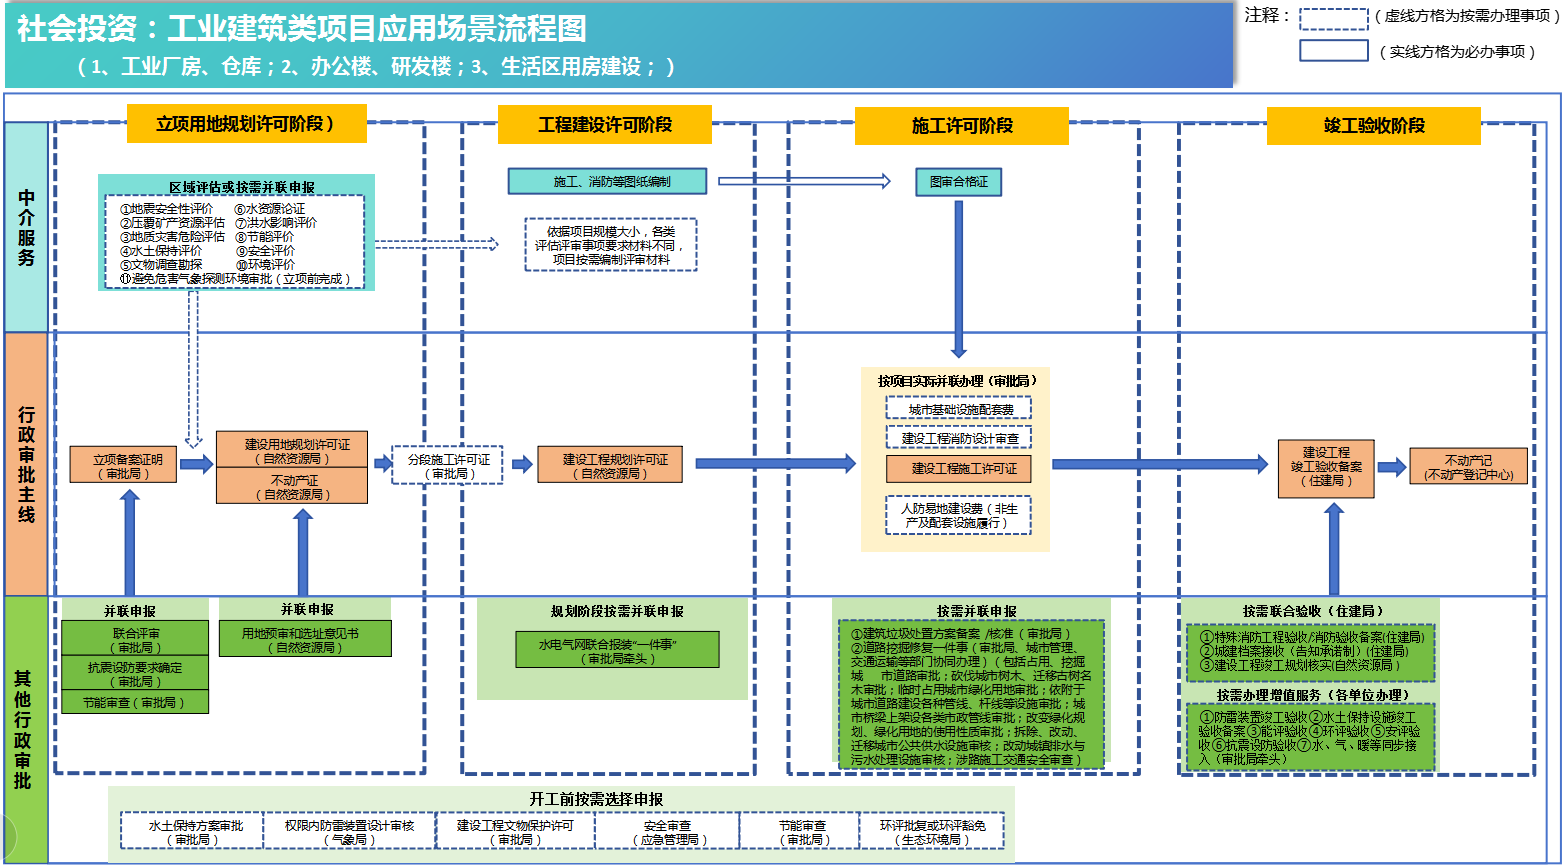 社会投资：工业建筑类项目应用场景流程图
（1、工业厂房、仓库；2、办公楼、研发楼；3、生活区用房建设；）
注释：
（虚线方格为按需办理事项）
（实线方格为必办事项）
立项用地规划许可阶段）
工程建设许可阶段
施工许可阶段
竣工验收阶段
中介服务
区域评估或按需并联申报
①地震安全性评价 ⑥水资源论证
②压覆矿产资源评估 ⑦洪水影响评价
③地质灾害危险评估 ⑧节能评价
④水土保持评价 ⑨安全评价
⑤文物调查勘探 ⑩环境评价
⑪避免危害气象探测环境审批（立项前完成）
施工、消防等图纸编制
依据项目规模大小，各类
评估评审事项要求材料不同，
项目按需编制评审材料
图审合格证
行政审批主线
立项备案证明
（审批局）
建设用地规划许可证
（自然资源局）
不动产证
（自然资源局）
分段施工许可证
（审批局）
建设工程规划许可证
（自然资源局）
按项目实际并联办理（审批局）
城市基础设施配套费
建设工程消防设计审查
建设工程施工许可证
人防易地建设费（非生
产及配套设施履行）
建设工程
竣工验收备案
（住建局）
不动产记
(不动产登记中心)
其他行政审批
并联申报
联合评审
（审批局）
抗震设防要求确定
（审批局）
节能审查（审批局）
并联申报
用地预审和选址意见书
（自然资源局）
规划阶段按需并联申报
水电气网联合报装“一件事”
（审批局牵头）
按需并联申报
①建筑垃圾处置方案备案 /核准（审批局）
②道路挖掘修复一件事（审批局、城市管理、
交通运输等部门协同办理）（包括占用、挖掘
城 市道路审批；砍伐城市树木、迁移古树名
木审批；临时占用城市绿化用地审批；依附于
城市道路建设各种管线、杆线等设施审批；城
市桥梁上架设各类市政管线审批；改变绿化规
划、绿化用地的使用性质审批；拆除、改动、
迁移城市公共供水设施审核；改动城镇排水与
污水处理设施审核；涉路施工交通安全审查）
按需联合验收（住建局）
①特殊消防工程验收/消防验收备案(住建局)
②城建档案接收（告知承诺制）(住建局)
③建设工程竣工规划核实(自然资源局）
按需办理增值服务（各单位办理）
①防雷装置竣工验收②水土保持设施竣工
验收备案③能评验收④环评验收⑤安评验
收⑥抗震设防验收⑦水、气、暖等同步接
入（审批局牵头）
开工前按需选择申报
水土保持方案审批
（审批局）
权限内防雷装置设计审核
（气象局）
建设工程文物保护许可
（审批局）
安全审查
（应急管理局）
节能审查
（审批局）
环评批复或环评豁免
（生态环境局）